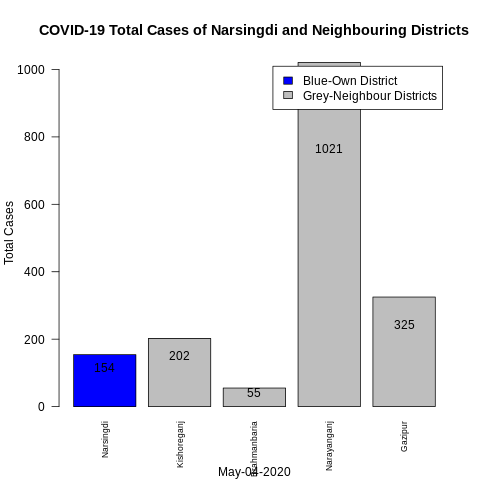 COVID-19 Total Cases of Narsingdi and Neighbouring Districts
Blue-Own District
Grey-Neighbour Districts
Total Cases
1000
800
600
400
200
0
154
202
55
1021
325
Narsingdi
Kishoreganj
Brahmanbaria
Narayanganj
Gazipur
May-04-2020